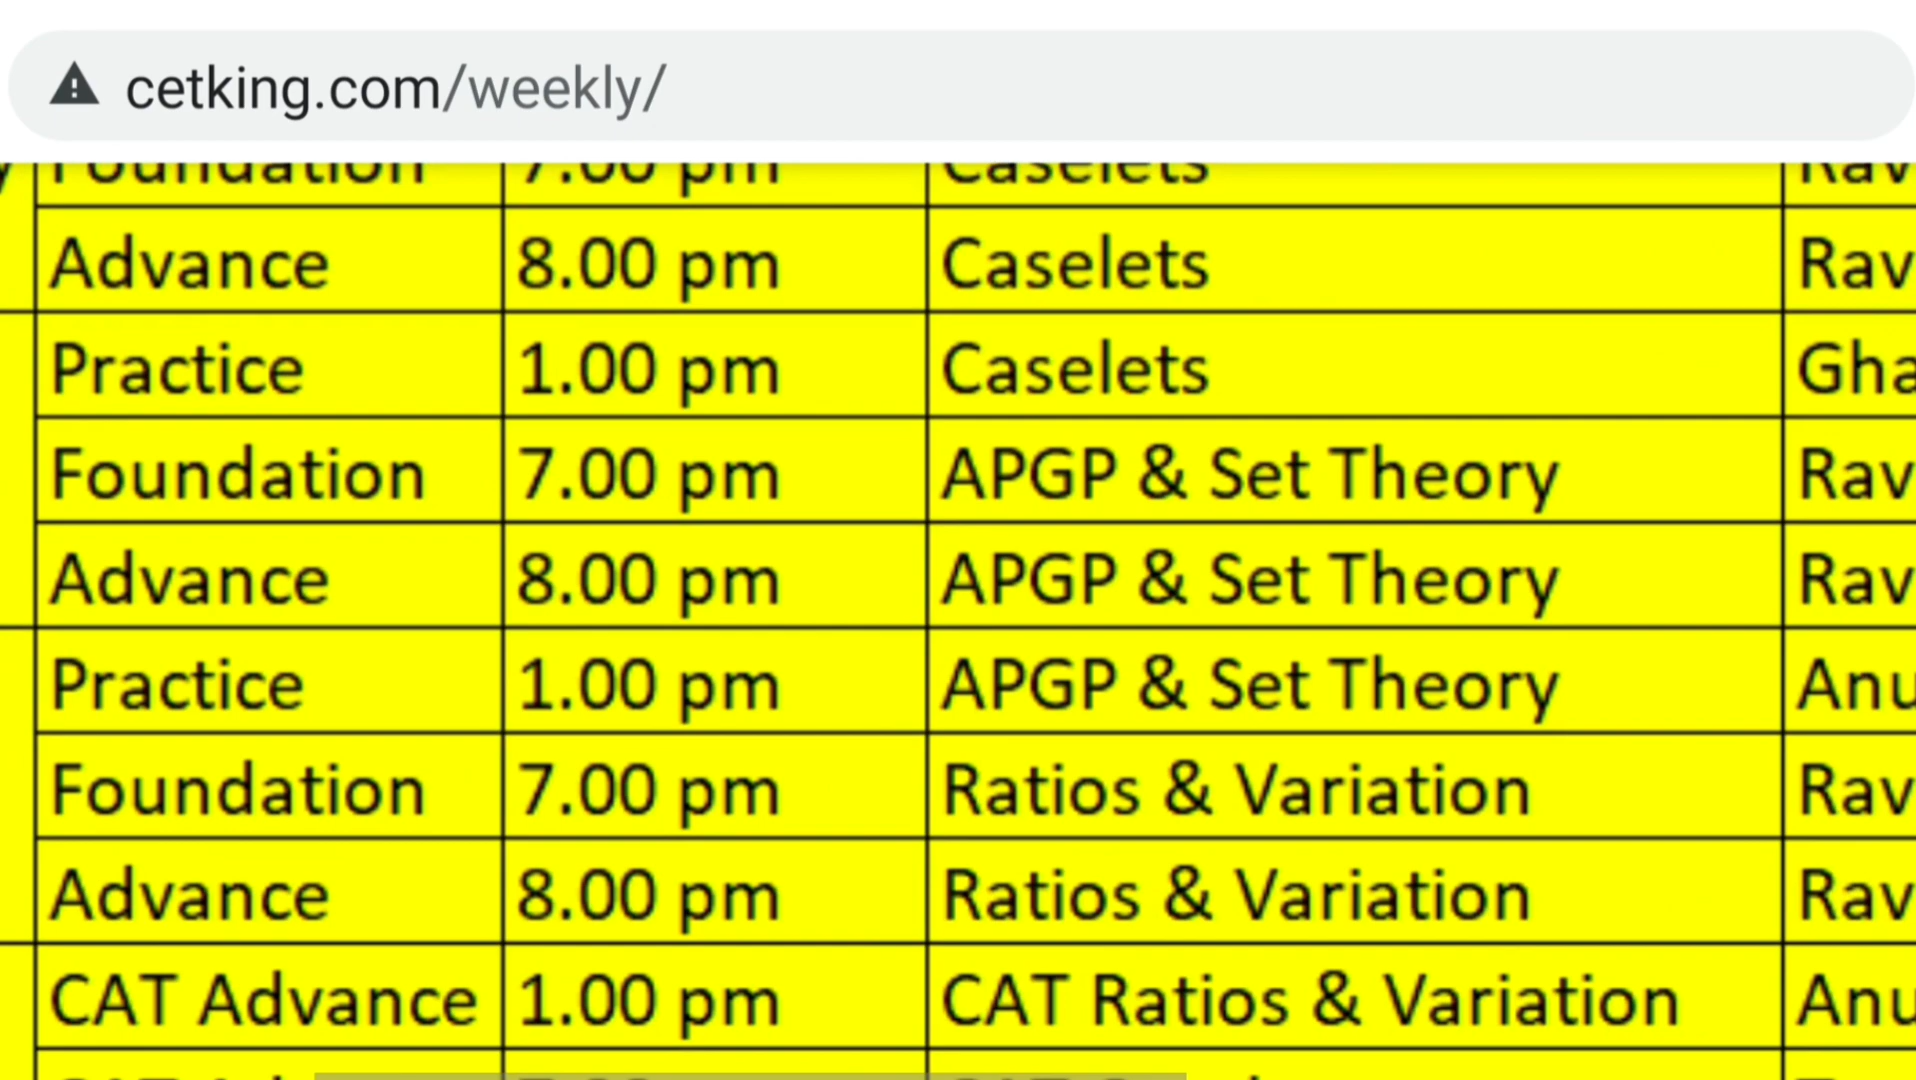 cetking.com/weekly/
Foundation 7.00 pm Caselets
Advance 8.00 pm Caselets Rav
Practice 1.00 pm Caselets Gha
Foundation 7.00 pm APGP & Set Theory Rav
Advance 8.00 pm APGP & Set Theory Rav
Practice 1.00 pm APGP & Set Theory Anu
Foundation 7.00 pm Ratios & Variation Rav
Advance 8.00 pm Ratios & Variation Rav
CAT Advance 1.00 pm CAT Ratios & Variation Anu